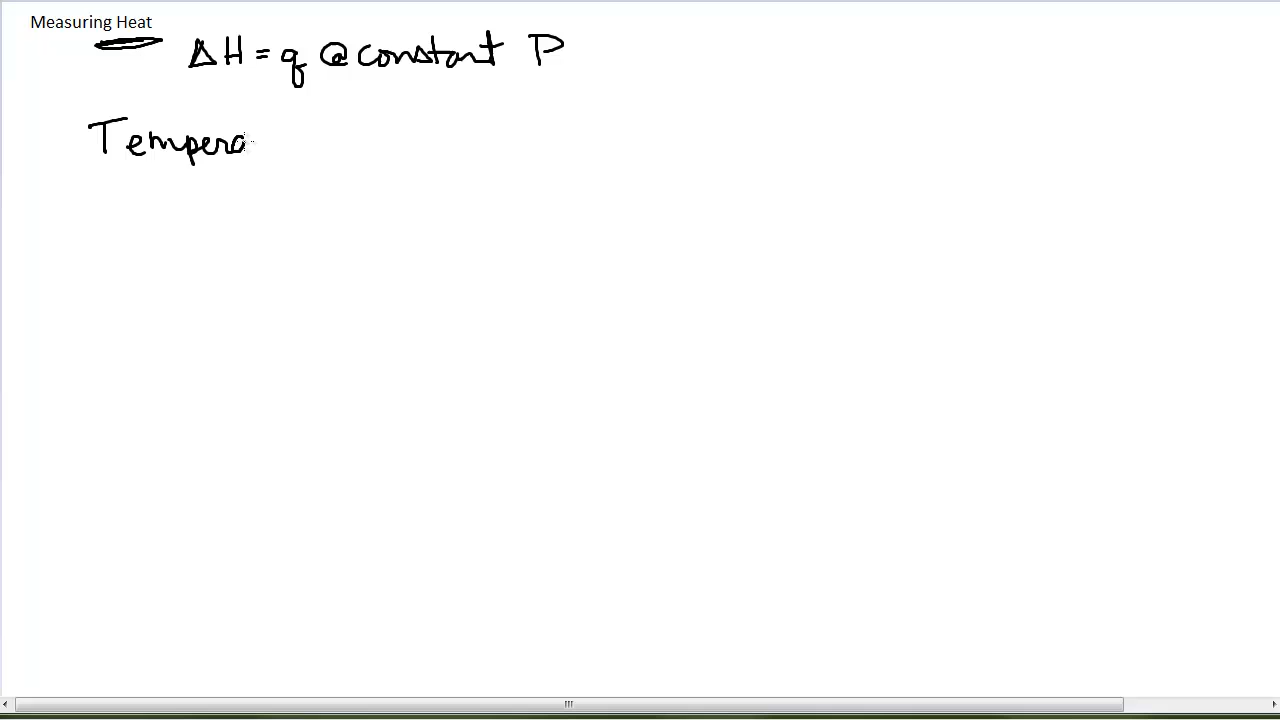 Measuring Heat
ΔH = q @ constant P
Tempera